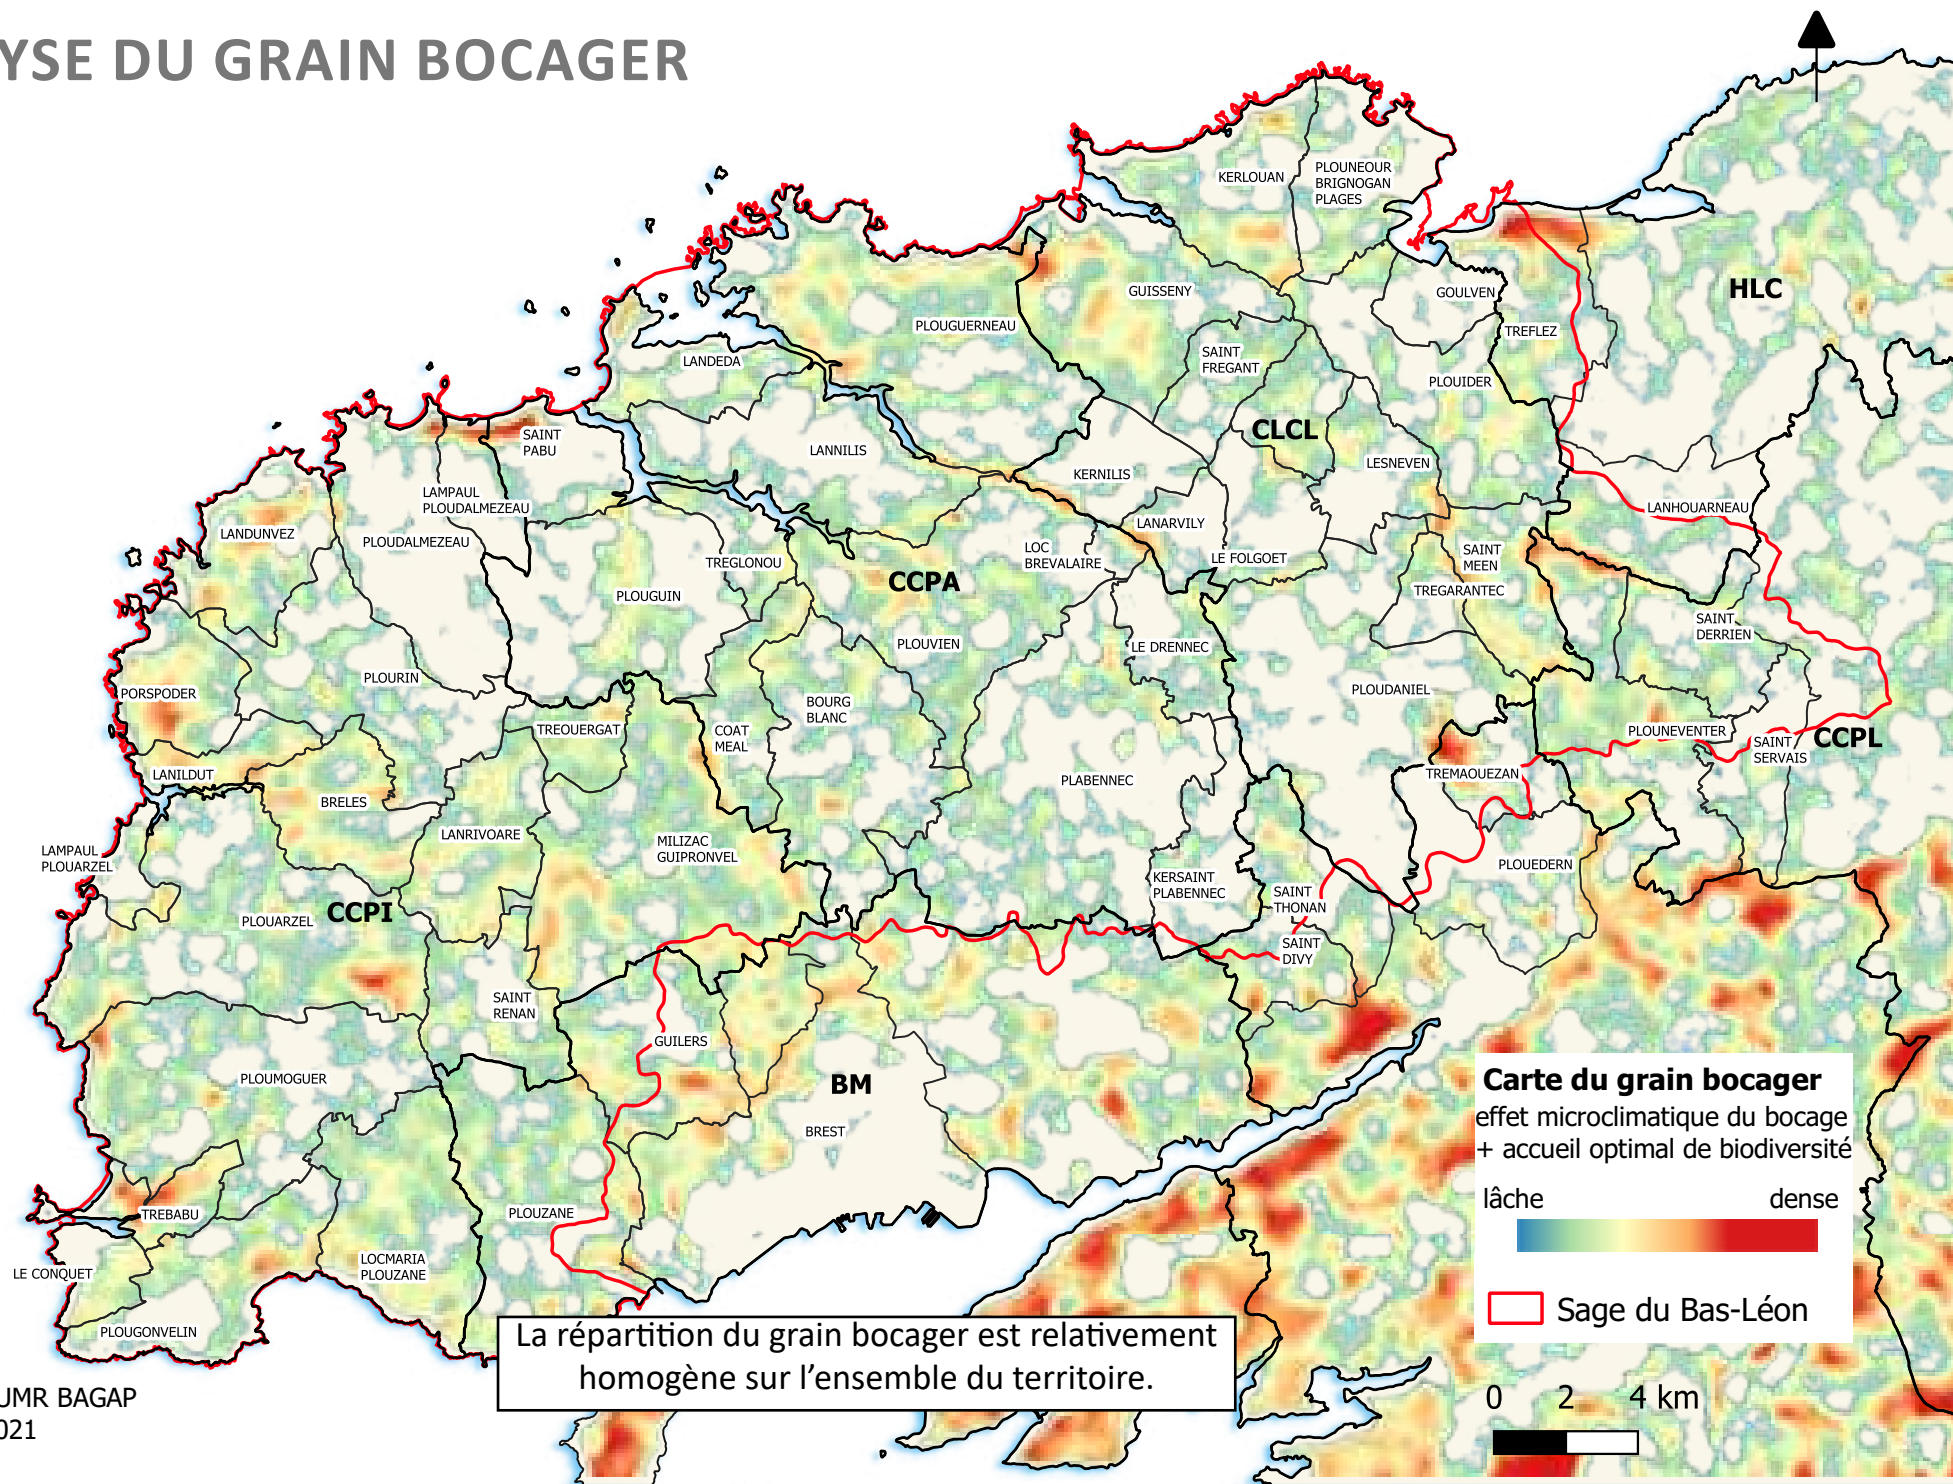 YSE DU GRAIN BOCAGER
KERLOUAN
PLOUNEOUR
BRIGNOGAN
PLAGES
HLC
GUISSENY
GOULVEN
PLOUGUERNEAU
TREFLEZ
LANDEDA
SAINT
FREGANT
PLOUIDER
CLCL
SAINT
PABU
LANNILIS
LESNEVEN
KERNILIS
LAMPAUL
PLOUDALMEZEAU
LANHOUARNEAU
LANARVILY
LANDUNVEZ
PLOUDALMEZEAU
LOC
BREVALAIRE
LE FOLGOET
SAINT
MEEN
TREGLONOU
CCPA
TREGARANTEC
PLOUGUIN
SAINT
DERRIEN
PLOUVIEN
LE DRENNEC
PLOURIN
PORSPODER
PLOUDANIEL
BOURG
BLANC
TREOUERGAT
COAT
MEAL
PLOUNEVENTER
SAINT
SERVAIS
CCPL
LANILDUT
TREMAOUEZAN
PLABENNEC
BRELES
LANRIVOARE
MILIZAC
GUIPRONVEL
LAMPAUL
PLOUARZEL
PLOUEDERN
KERSAINT
PLABENNEC
SAINT
THONAN
CCPI
PLOUARZEL
SAINT
DIVY
SAINT
RENAN
GUILERS
PLOUMOGUER
BM
BREST
TREBABU
PLOUZANE
LE CONQUET
LOCMARIA
PLOUZANE
PLOUGONVELIN
Carte du grain bocager
effet microclimatique du bocage
+ accueil optimal de biodiversité
lâche dense
Sage du Bas-Léon
La répartition du grain bocager est relativement
homogène sur l’ensemble du territoire.
0 2 4 km
UMR BAGAP
021